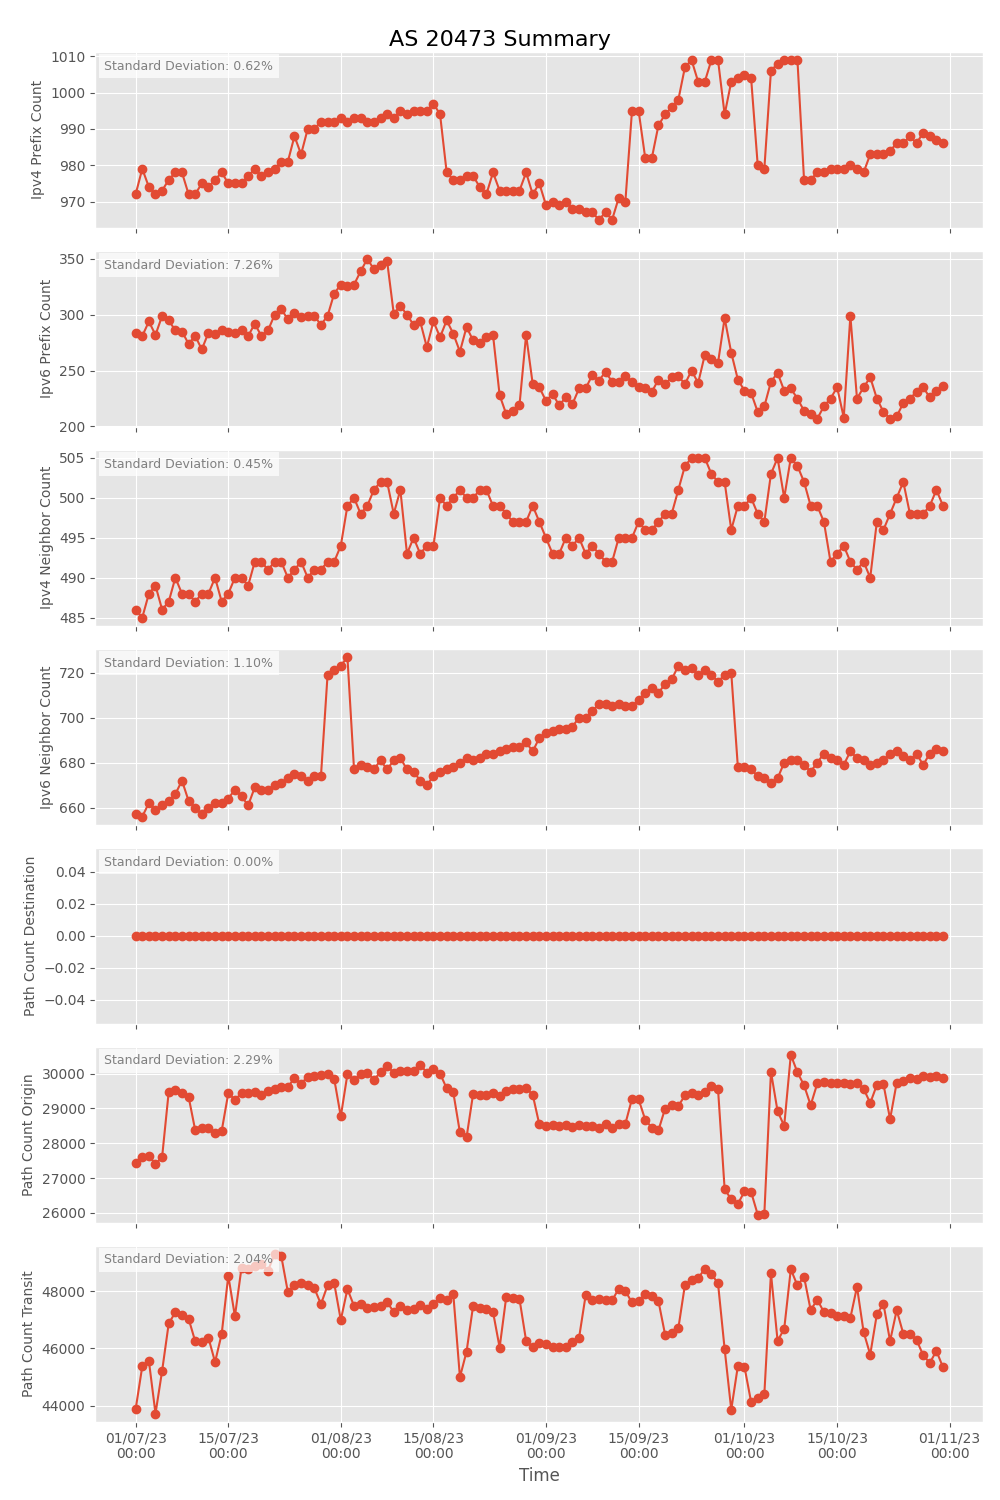 AS 20473 Summary
Standard Deviation: 0.62%
Ipv4 Prefix Count
1010
1000
990
980
970
Standard Deviation: 7.26%
Ipv6 Prefix Count
350
300
250
200
Standard Deviation: 0.45%
Ipv4 Neighbor Count
505
500
495
490
485
Standard Deviation: 1.10%
Ipv6 Neighbor Count
720
700
680
660
Standard Deviation: 0.00%
Path Count Destination
0.04
0.02
0.00
−0.02
−0.04
Standard Deviation: 2.29%
Path Count Origin
30000
29000
28000
27000
26000
Standard Deviation: 2.04%
Path Count Transit
48000
46000
44000
01/07/23 15/07/23 01/08/23 15/08/23 01/09/23 15/09/23 01/10/23 15/10/23 01/11/23
00:00 00:00 00:00 00:00 00:00 00:00 00:00 00:00 00:00
Time